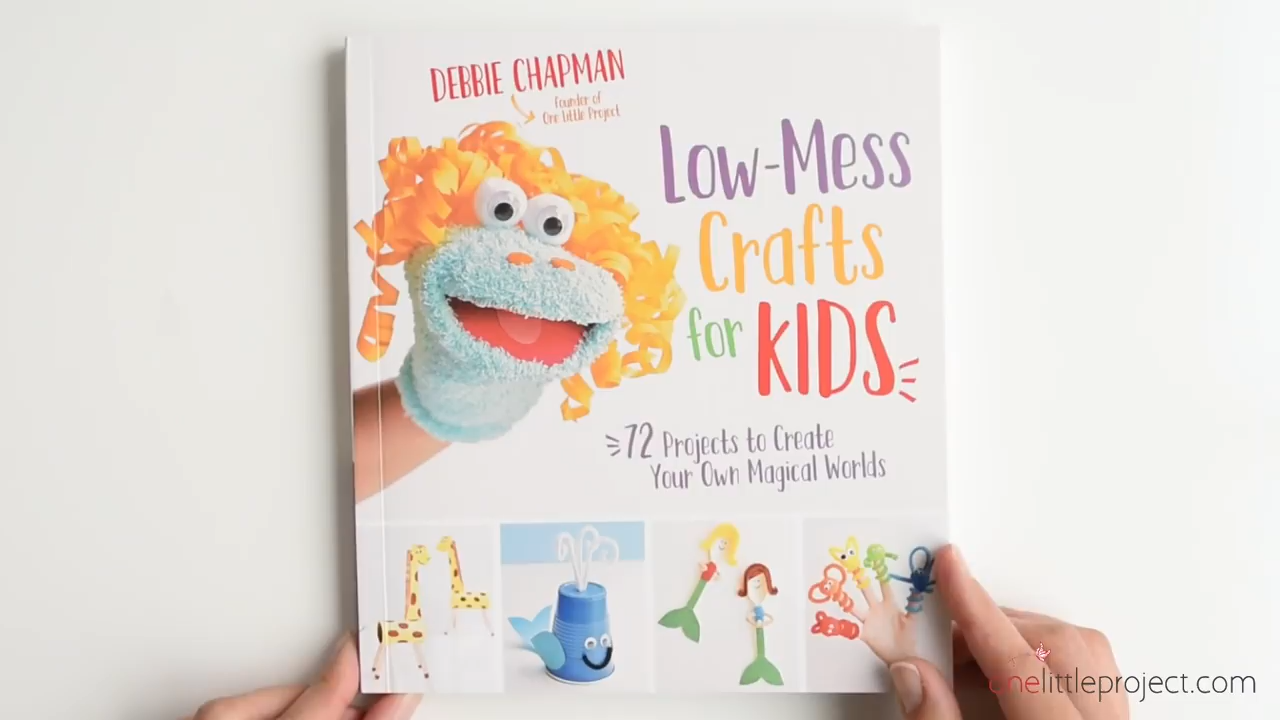 DEBBIE CHAPMAN
founder of
One Little Project
Low-Mess
Crafts
for KIDS
72 Projects to Create
Your Own Magical Worlds
onelittleproject.com